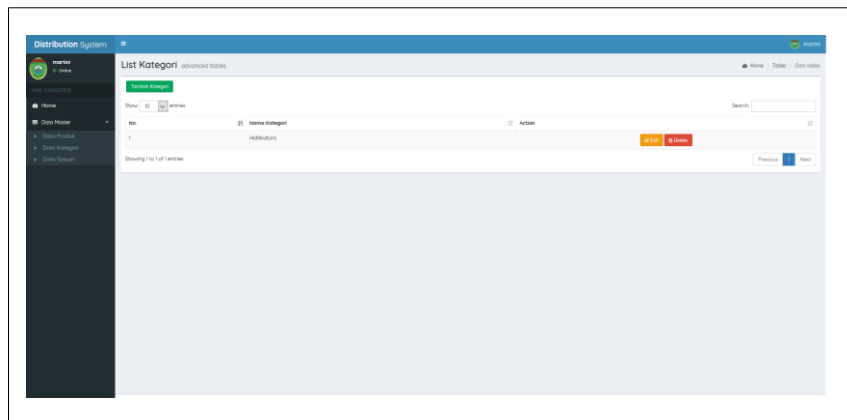 Distribution System
martini
martini
Online
List Kategori advanced tables
Home > Tables > Data tables
MAIN NAVIGATION
Tambah Kategori
Home
Show 10 entries
Search:
Data Master
No. Nama Kategori Action
Data Produk
1 Holdikultura Edit Delete
Data Kategori
Data Satuan
Showing 1 to 1 of 1 entries
Previous 1 Next